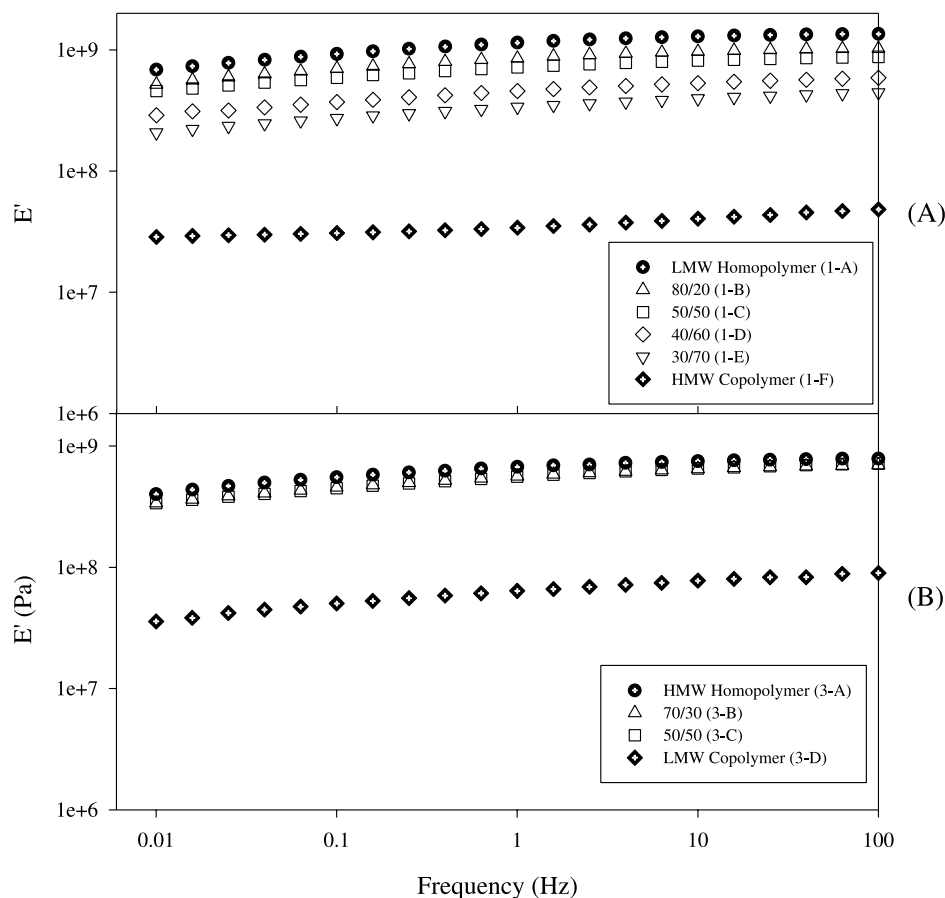 1e+9
1e+8
1e+7
1e+6
E'
(A)
LMW Homopolymer (1-A)
80/20 (1-B)
50/50 (1-C)
40/60 (1-D)
30/70 (1-E)
HMW Copolymer (1-F)
1e+9
1e+8
1e+7
1e+6
E' (Pa)
(B)
HMW Homopolymer (3-A)
70/30 (3-B)
50/50 (3-C)
LMW Copolymer (3-D)
0.01 0.1 1 10 100
Frequency (Hz)